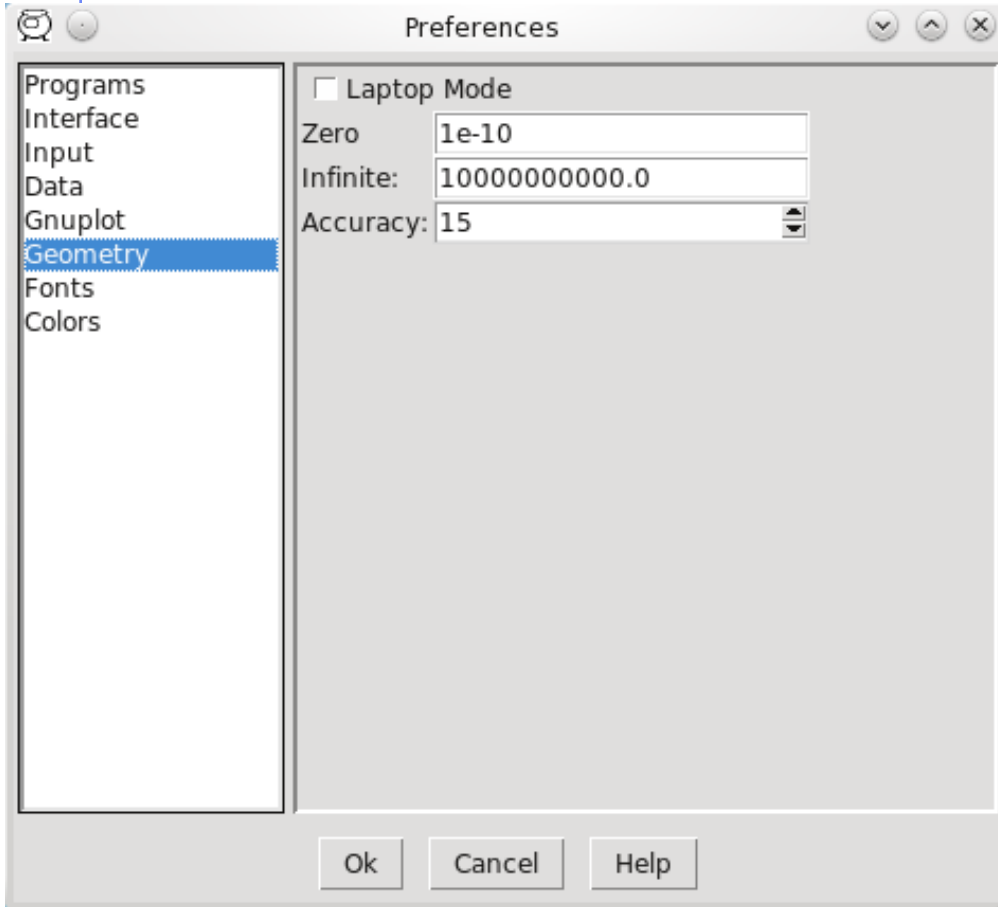 Preferences
Programs
Interface
Input
Data
Gnuplot
Geometry
Fonts
Colors
Laptop Mode
Zero 1e-10
Infinite: 10000000000.0
Accuracy: 15
Ok Cancel Help